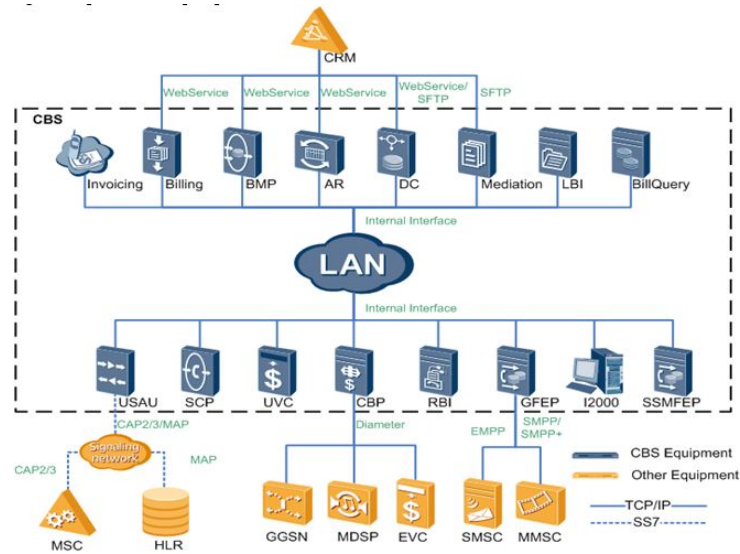 CRM
WebService
WebService
WebService
WebService/
SFTP
SFTP
CBS
Invoicing
Billing
BMP
AR
DC
Mediation
LBI
BillQuery
Internal Interface
LAN
Internal Interface
USAU
SCP
UVC
CBP
RBI
GFEP
I2000
SSMFEP
CAP2/3/MAP
Diameter
EMPP
SMPP/
SMPP+
Signaling
network
CAP2/3
MAP
CBS Equipment
Other Equipment
MSC
HLR
GGSN
MDSP
EVC
SMSC
MMSC
TCP/IP
SS7